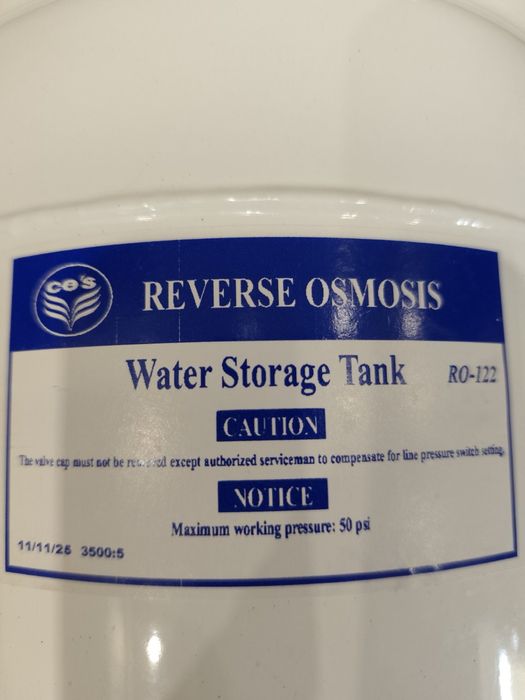 ce's
REVERSE OSMOSIS
Water Storage Tank RO-122
CAUTION
The valve cap must not be removed except authorized serviceman to compensate for line pressure switch setting.
NOTICE
Maximum working pressure: 50 psi
11/11/25 3500:5